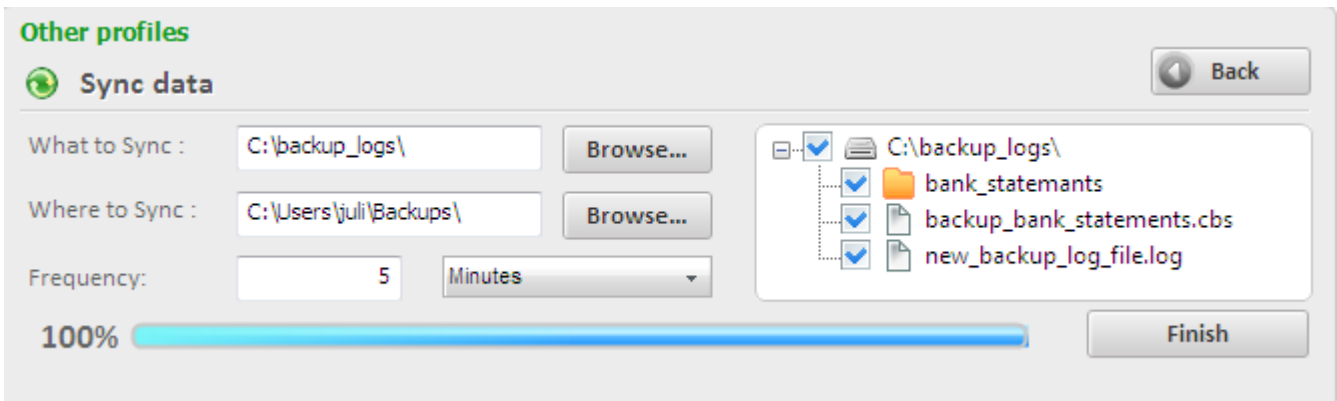 Other profiles
Sync data
Back
What to Sync :
C:\backup_logs\
Browse...
Where to Sync :
C:\Users\juli\Backups\
Browse...
Frequency:
5
Minutes
C:\backup_logs\
bank_statemants
backup_bank_statements.cbs
new_backup_log_file.log
100%
Finish